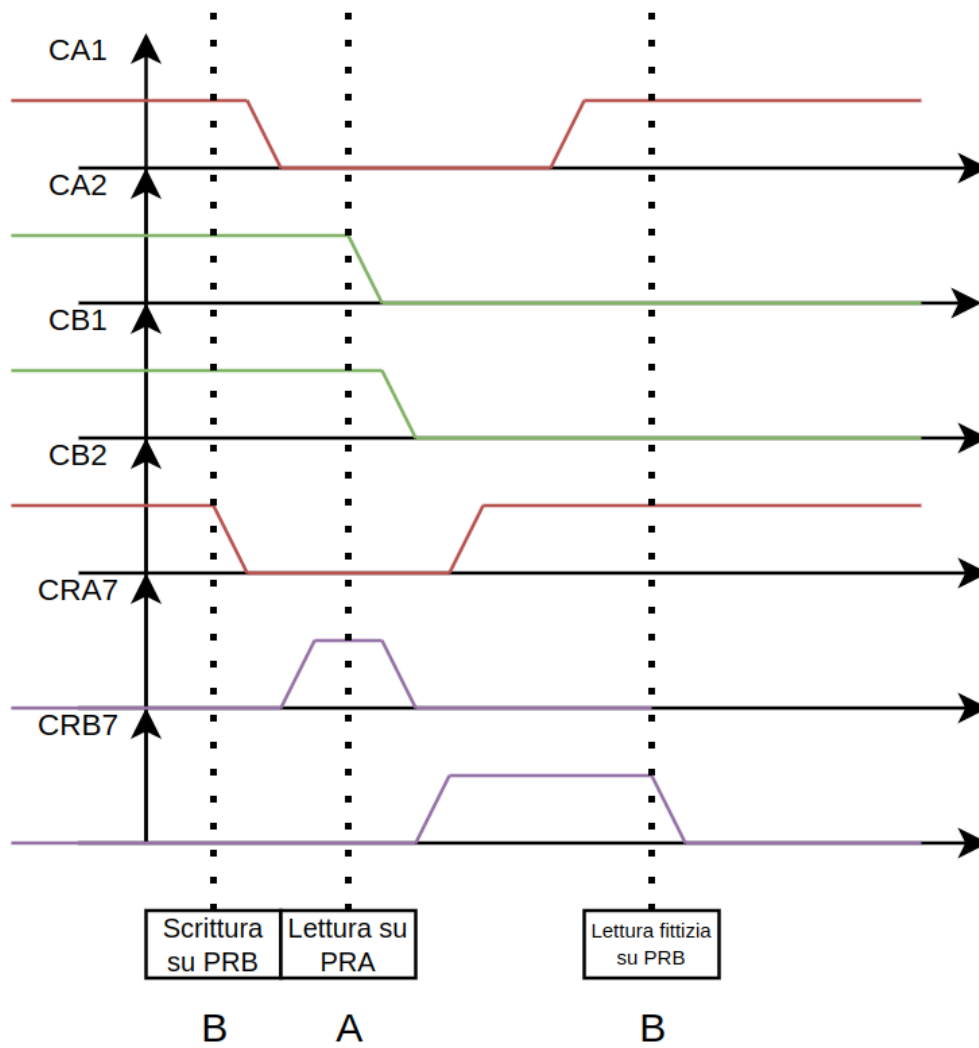 CA1
CA2
CB1
CB2
CRA7
CRB7
Scrittura
su PRB
Lettura su
PRA
Lettura fittizia
su PRB
B
A
B